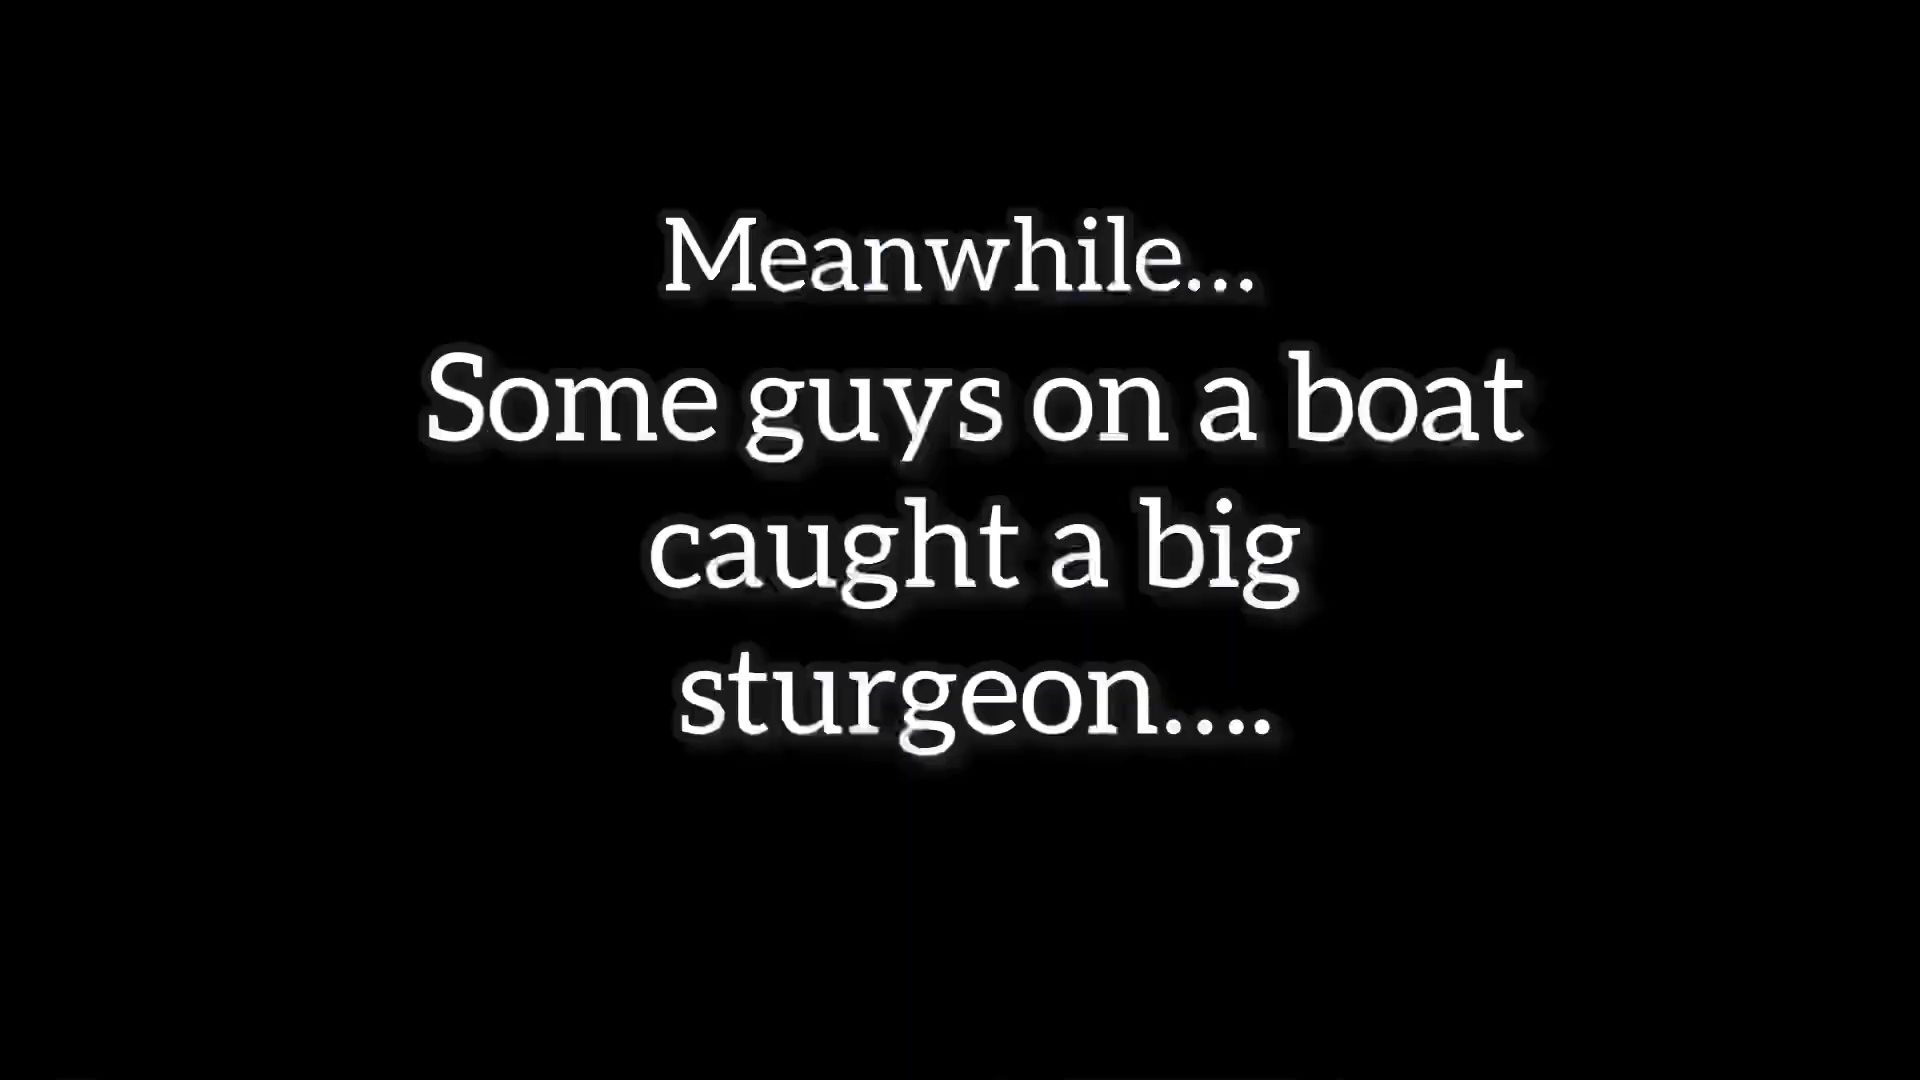 Meanwhile...
Some guys on a boat
caught a big
sturgeon....